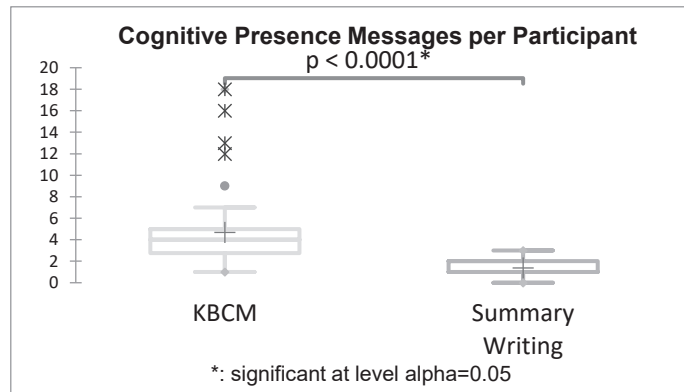 Cognitive Presence Messages per Participant
p < 0.0001*
20
18
16
14
12
10
8
6
4
2
0
KBCM
Summary
Writing
*: significant at level alpha=0.05